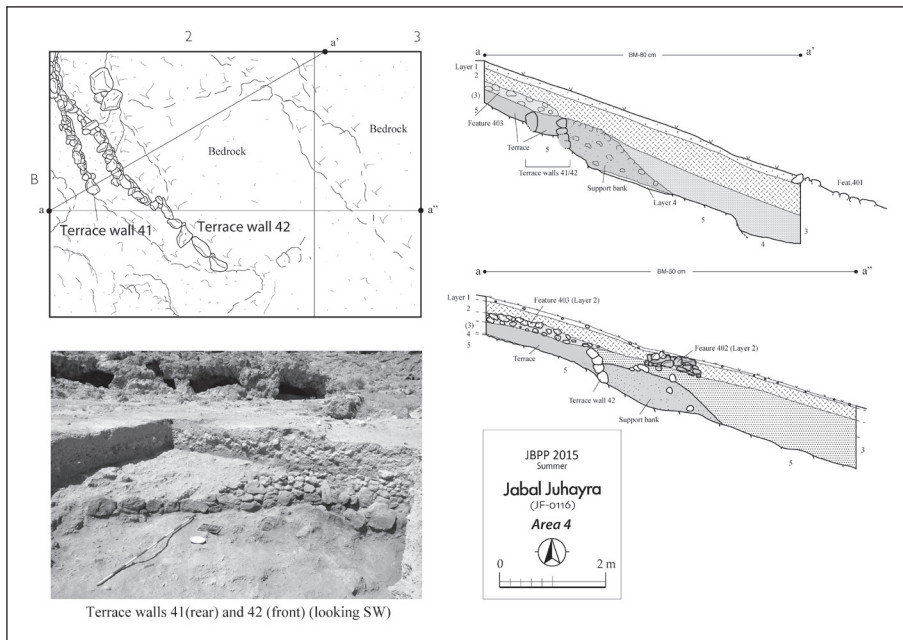 2
a'
3
Bedrock
Bedrock
B
a
a"
Terrace wall 41
Terrace wall 42
Terrace walls 41(rear) and 42 (front) (looking SW)
a
a'
BM-80 cm
Layer 1
2
(3)
5
Feature 403
Terrace
5
Terrace walls 41/42
Support bank
Layer 4
5
4
3
Feat.401
a
a"
BM-50 cm
Layer 1
2
(3)
4
5
Feature 403 (Layer 2)
Feaure 402 (Layer 2)
Terrace
5
Terrace wall 42
Support bank
5
3
JBPP 2015
Summer
Jabal Juhayra
(JF-0116)
Area 4
0
2 m